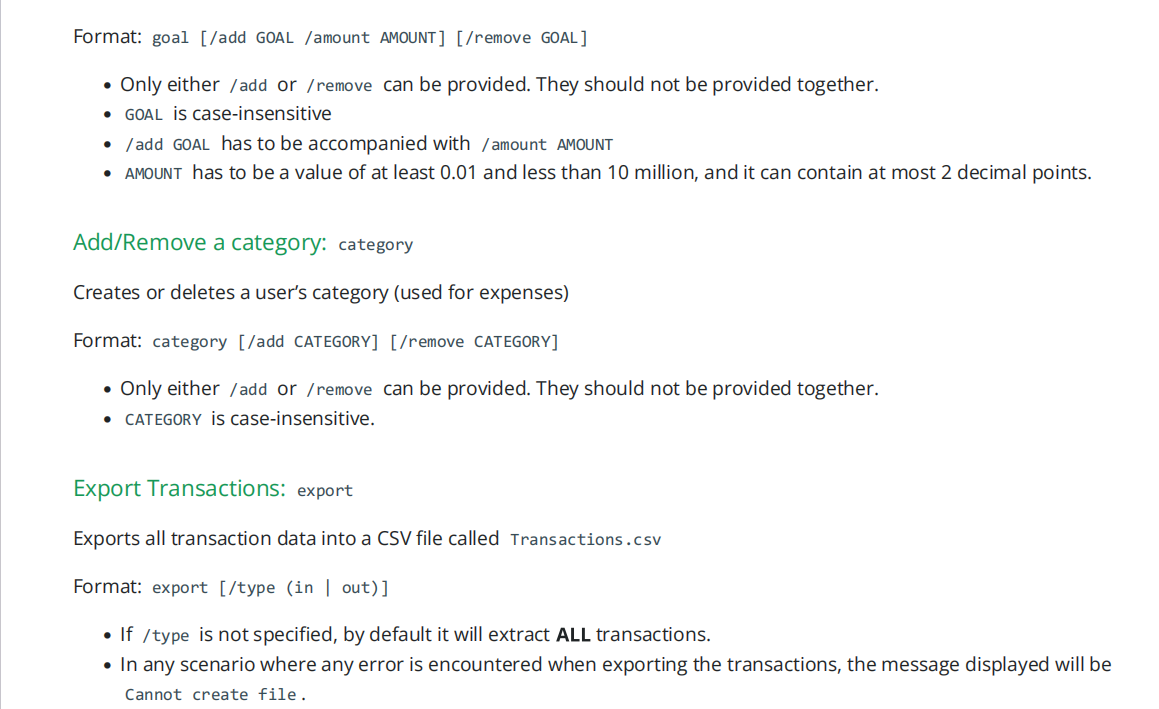 Format: goal [/add GOAL /amount AMOUNT] [/remove GOAL]
• Only either /add or /remove can be provided. They should not be provided together.
• GOAL is case-insensitive
• /add GOAL has to be accompanied with /amount AMOUNT
• AMOUNT has to be a value of at least 0.01 and less than 10 million, and it can contain at most 2 decimal points.
Add/Remove a category: category
Creates or deletes a user’s category (used for expenses)
Format: category [/add CATEGORY] [/remove CATEGORY]
• Only either /add or /remove can be provided. They should not be provided together.
• CATEGORY is case-insensitive.
Export Transactions: export
Exports all transaction data into a CSV file called Transactions.csv
Format: export [/type (in | out)]
• If /type is not specified, by default it will extract ALL transactions.
• In any scenario where any error is encountered when exporting the transactions, the message displayed will be
Cannot create file.